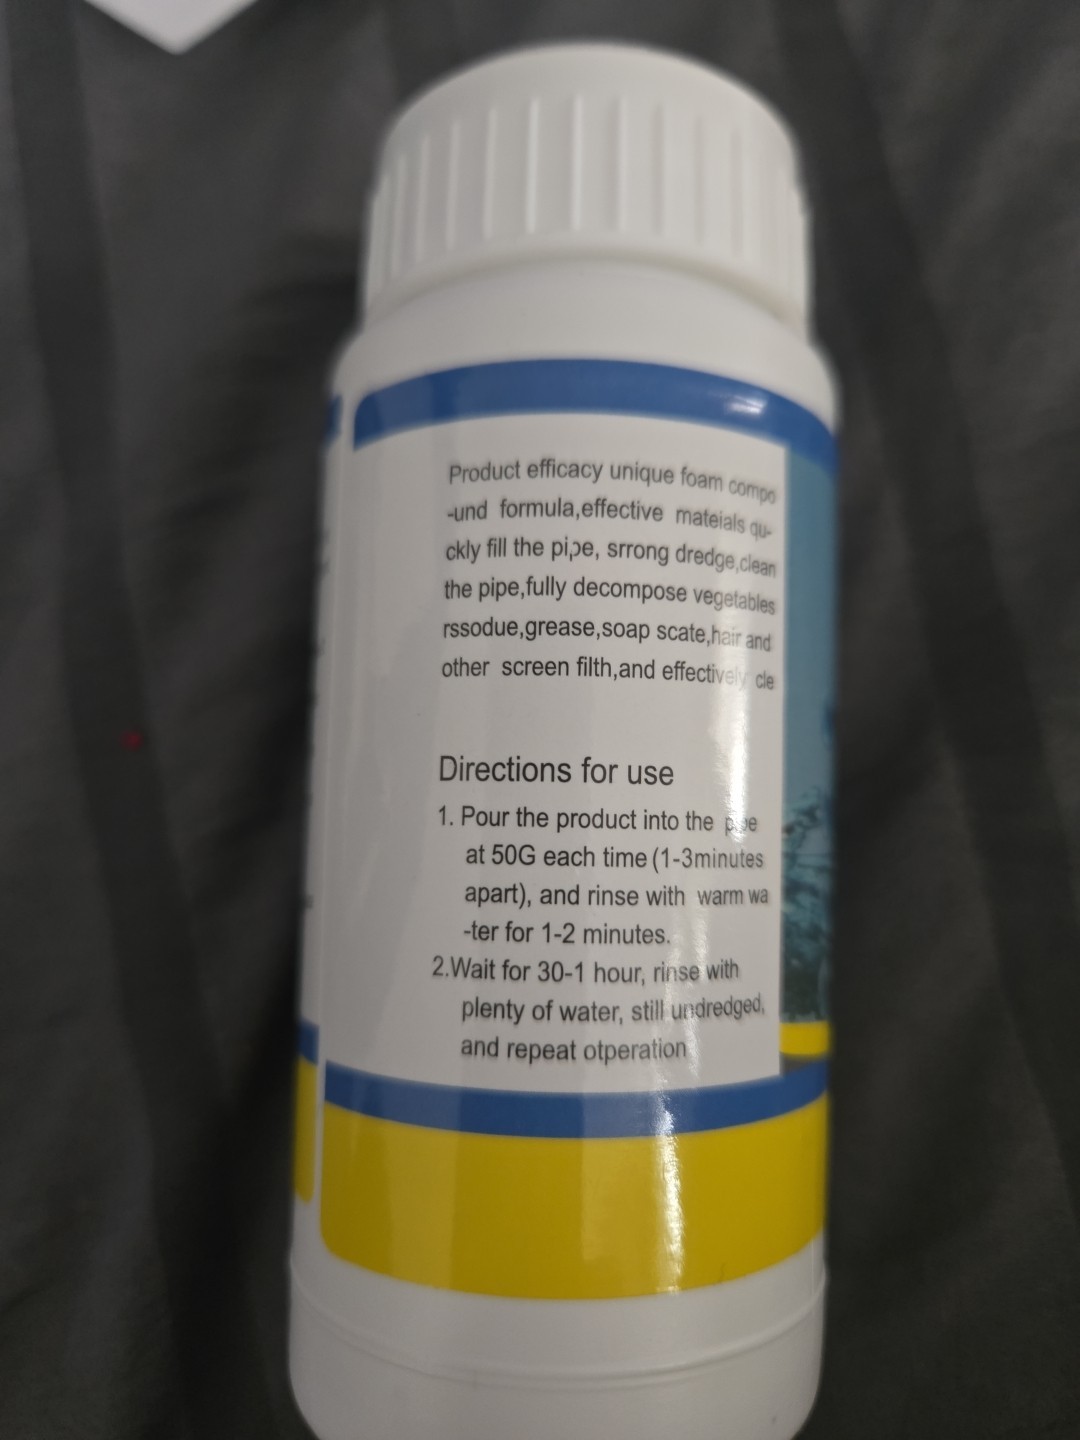 Product efficacy unique foam compo
-und formula,effective mateials qu-
ckly fill the pipe, srrong dredge,clean
the pipe,fully decompose vegetables
rssodue,grease,soap scate,hair and
other screen filth,and effectively cle
Directions for use
1. Pour the product into the pipe
at 50G each time (1-3minutes
apart), and rinse with warm wa
-ter for 1-2 minutes.
2.Wait for 30-1 hour, rinse with
plenty of water, still undredged,
and repeat otperation